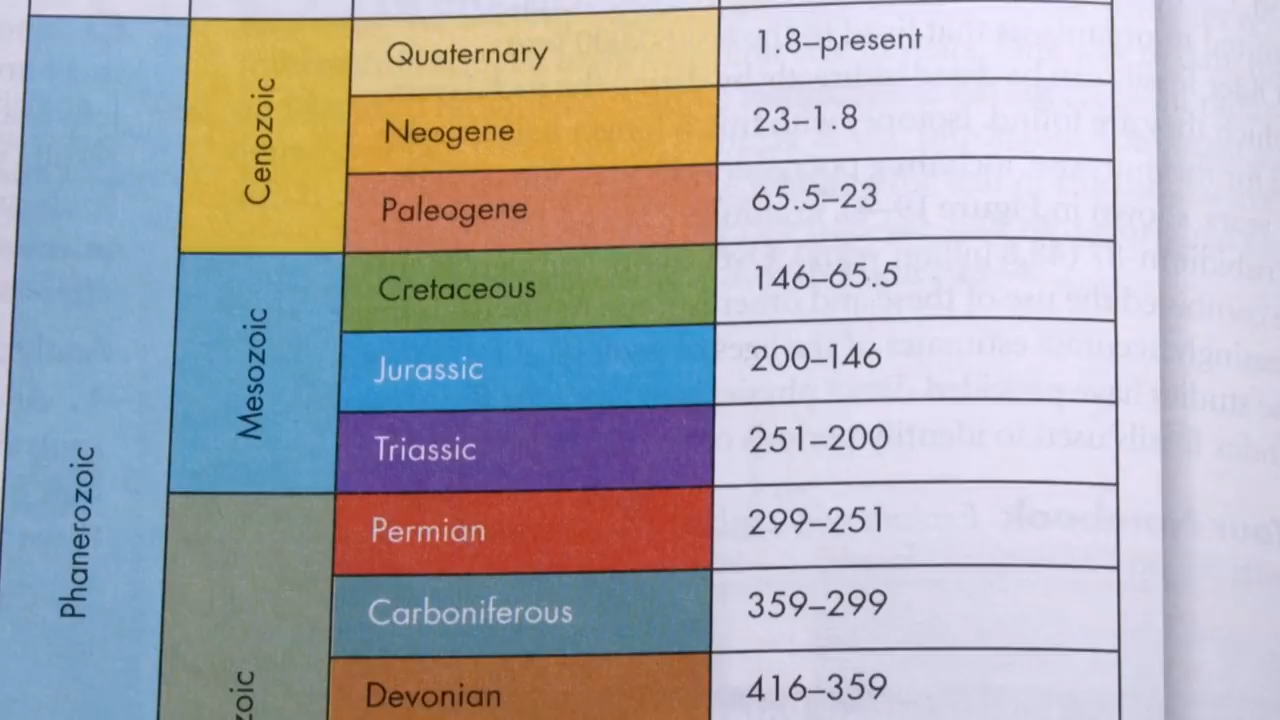 Phanerozoic
Cenozoic
Quaternary
1.8–present
Neogene
23–1.8
Paleogene
65.5–23
Mesozoic
Cretaceous
146–65.5
Jurassic
200–146
Triassic
251–200
zoic
Permian
299–251
Carboniferous
359–299
Devonian
416–359